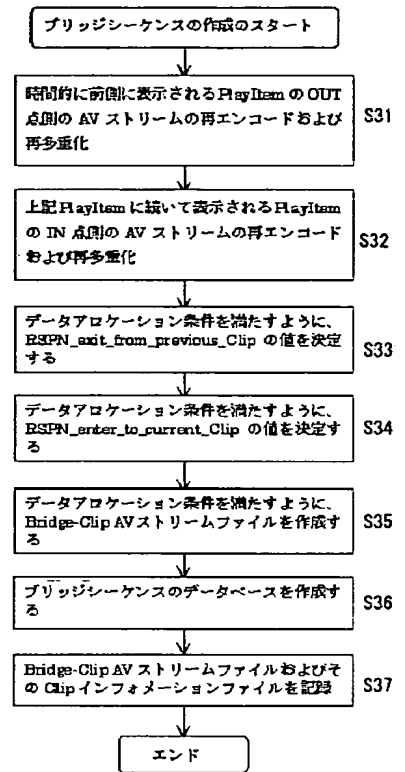 ブリッジシーケンスの作成のスタート
時間的に前側に表示されるPlayItemのOUT
点側のAVストリームの再エンコードおよび
再多重化
S31
上記PlayItemに続いて表示されるPlayItem
のIN点側のAVストリームの再エンコード
および再多重化
S32
データアロケーション条件を満たすように、
RSPN_exit_from_previous_Clipの値を決定
する
S33
データアロケーション条件を満たすように、
RSPN_enter_to_current_Clipの値を決定す
る
S34
データアロケーション条件を満たすように、
Bridge-Clip AVストリームファイルを作成す
る
S35
ブリッジシーケンスのデータベースを作成す
る
S36
Bridge-Clip AVストリームファイルおよびそ
のClipインフォメーションファイルを記録
S37
エンド